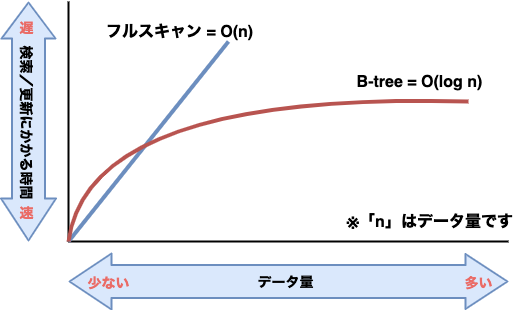 フルスキャン = O(n)
遅
検索／更新にかかる時間
速
B-tree = O(log n)
※「n」はデータ量です
少ない
データ量
多い